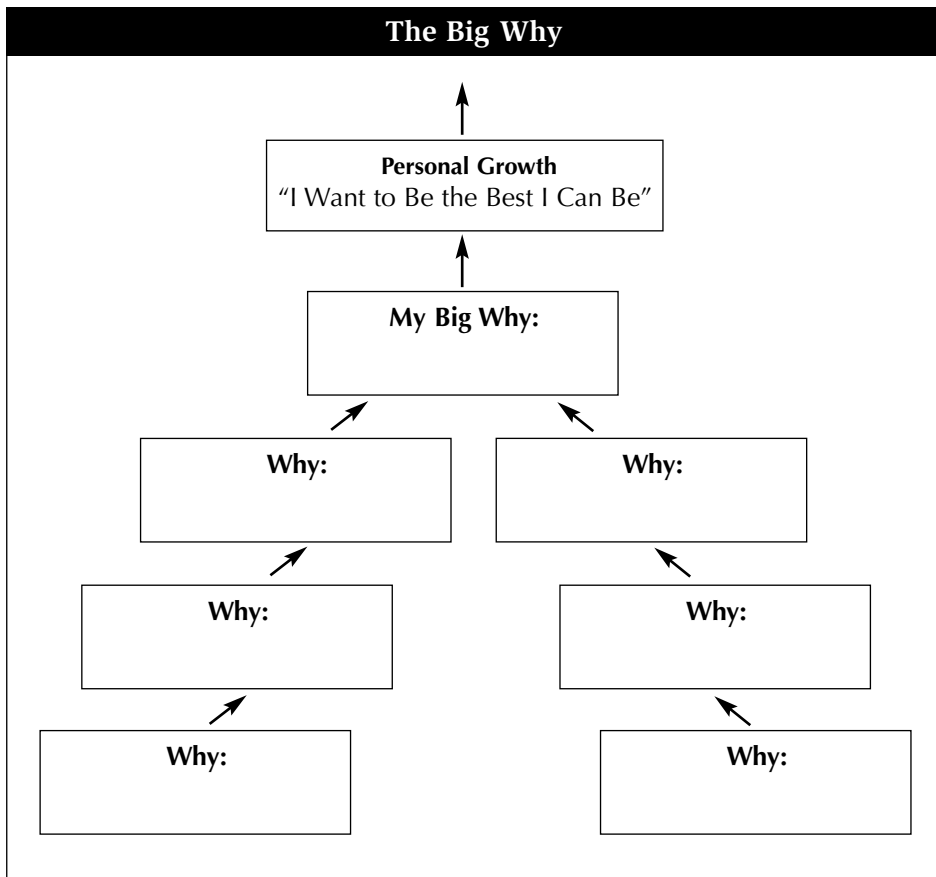 The Big Why
Personal Growth
“I Want to Be the Best I Can Be”
My Big Why:
Why:
Why:
Why:
Why:
Why:
Why: